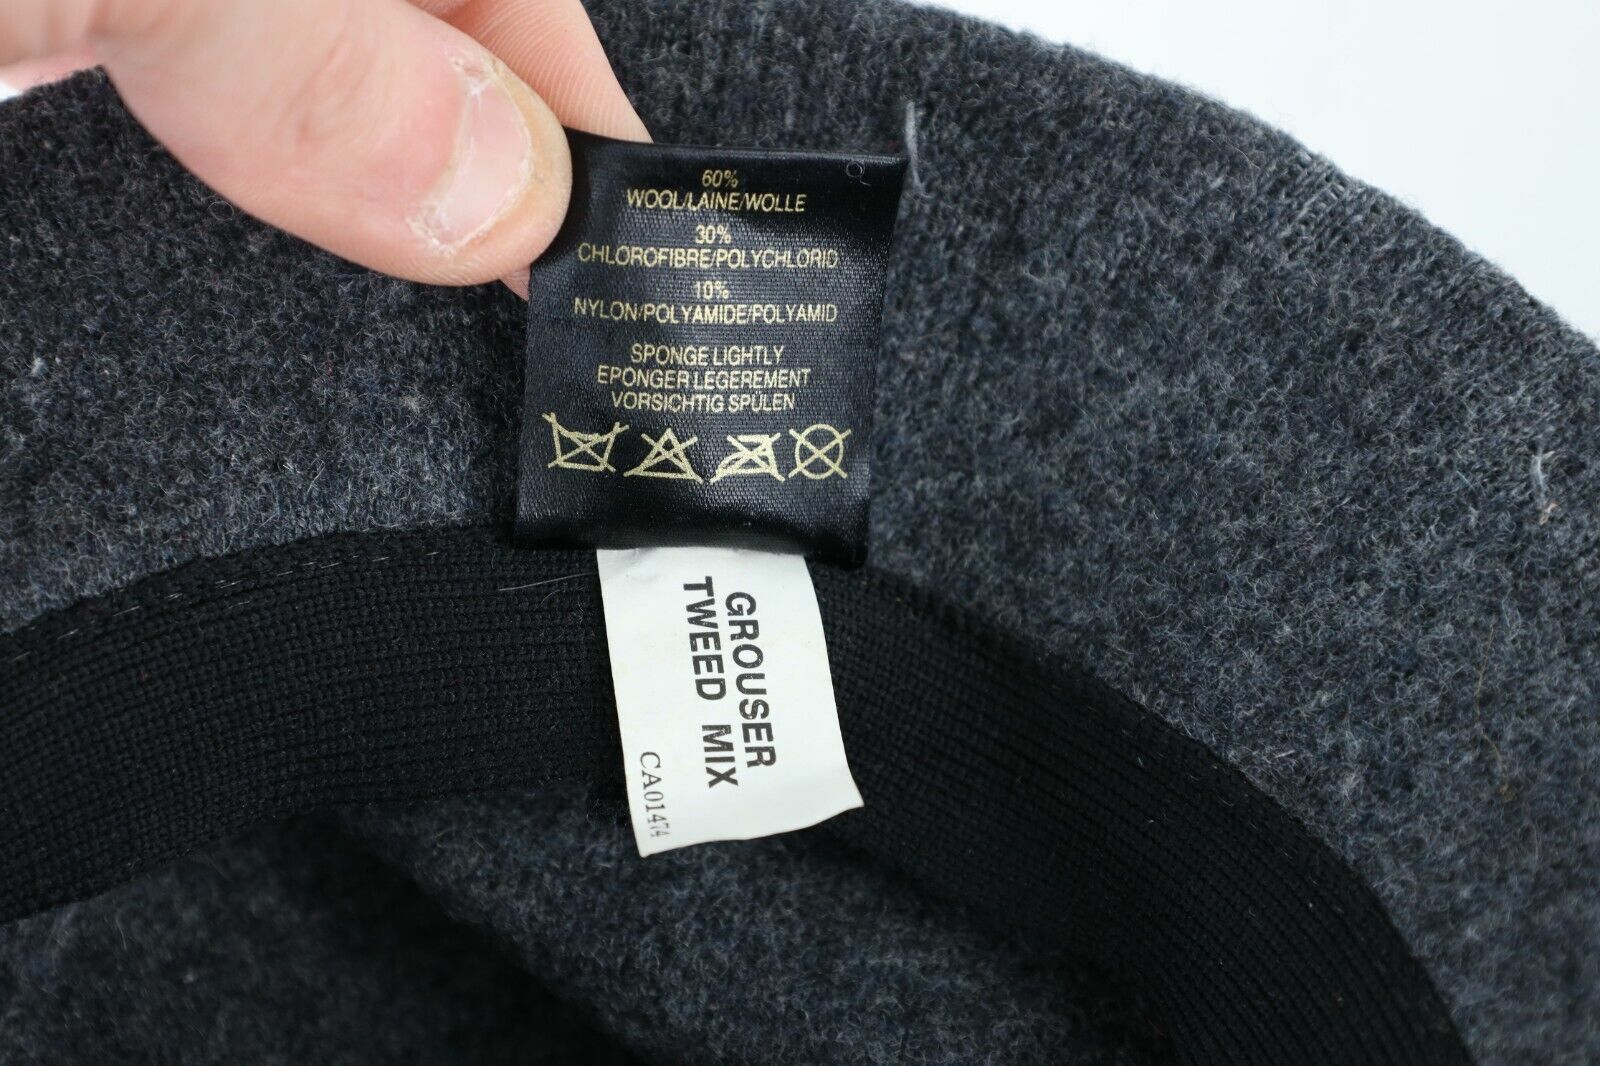 60%
WOOL/LAINE/WOLLE
30%
CHLOROFIBRE/POLYCHLORID
10%
NYLON/POLYAMIDE/POLYAMID
SPONGE LIGHTLY
EPONGER LEGEREMENT
VORSICHTIG SPÜLEN
GROUSER
TWEED MIX
CA01474